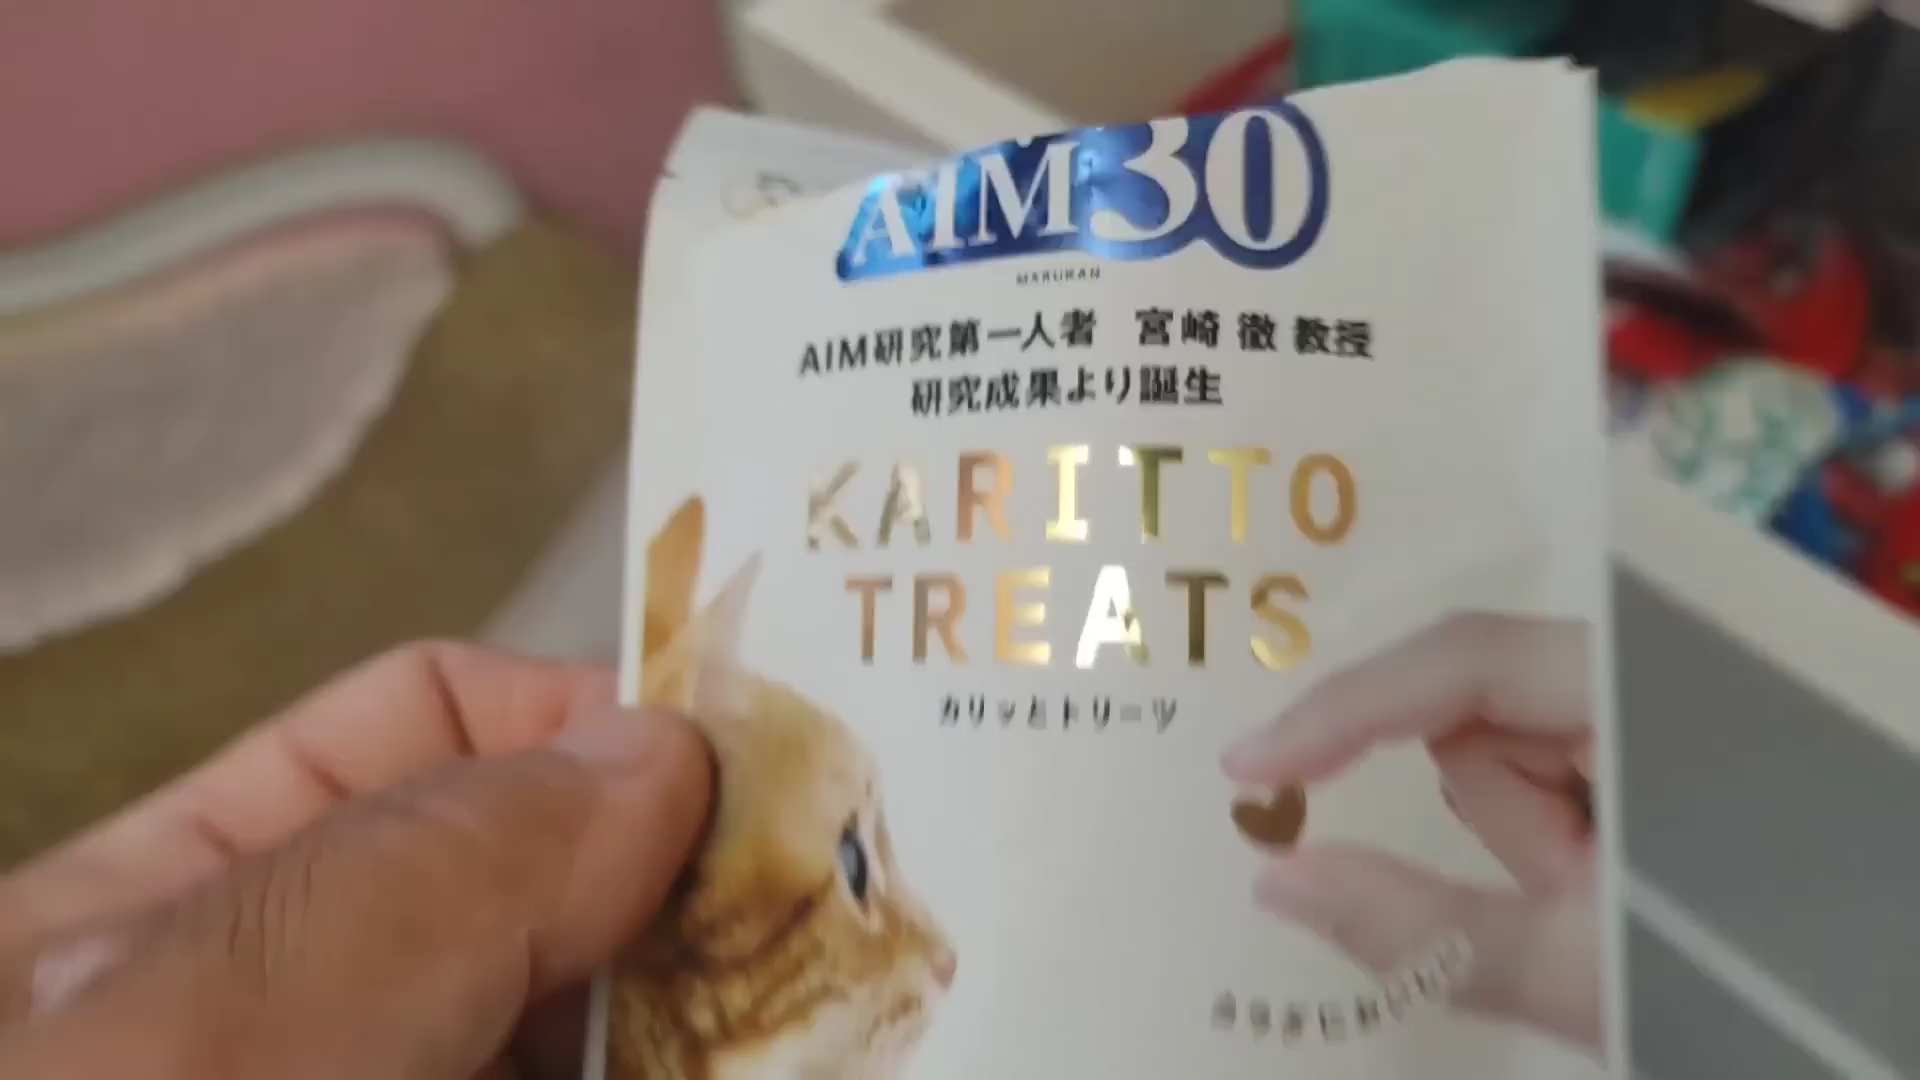 AIM30
MARUKAN
AIM研究第一人者 宮崎 徹 教授
研究成果より誕生
KARITTO
TREATS
カリッとトリーツ